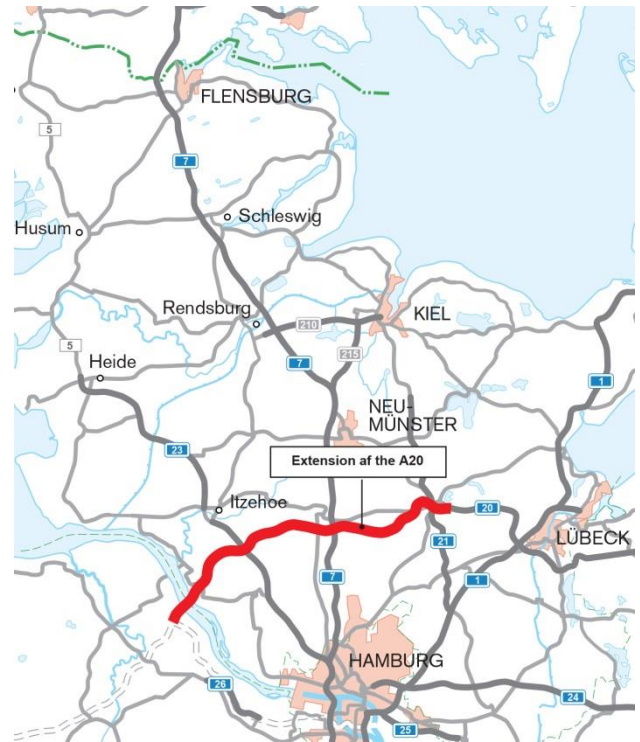 FLENSBURG
5
7
Schleswig
Husum
Rendsburg
210
KIEL
5
215
7
1
Heide
NEU-
MÜNSTER
23
Extension af the A20
Itzehoe
20
LÜBECK
21
7
1
HAMBURG
26
24
25